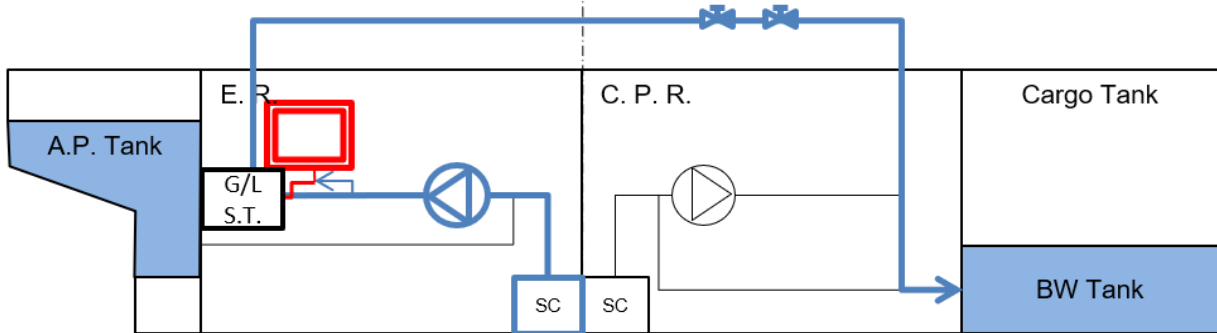 E. R.
C. P. R.
Cargo Tank
A.P. Tank
G/L
S.T.
SC
SC
BW Tank